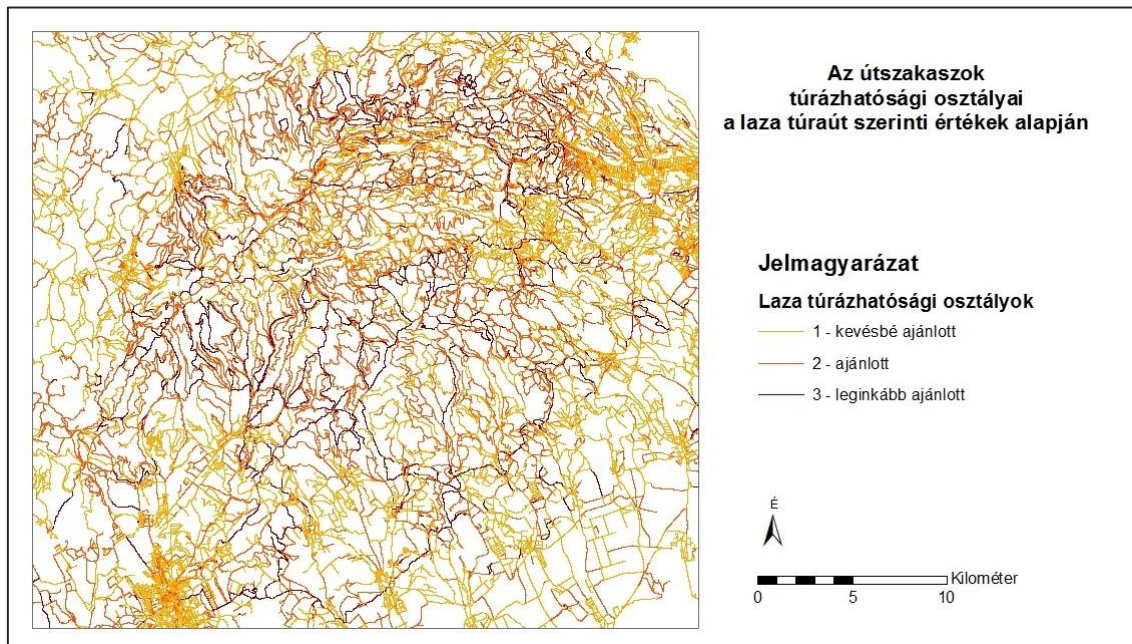 Az útszakaszok
túrázhatósági osztályai
a laza túraút szerinti értékek alapján
Jelmagyarázat
Laza túrázhatósági osztályok
1 - kevésbé ajánlott
2 - ajánlott
3 - leginkább ajánlott
É
Kilométer
0 5 10